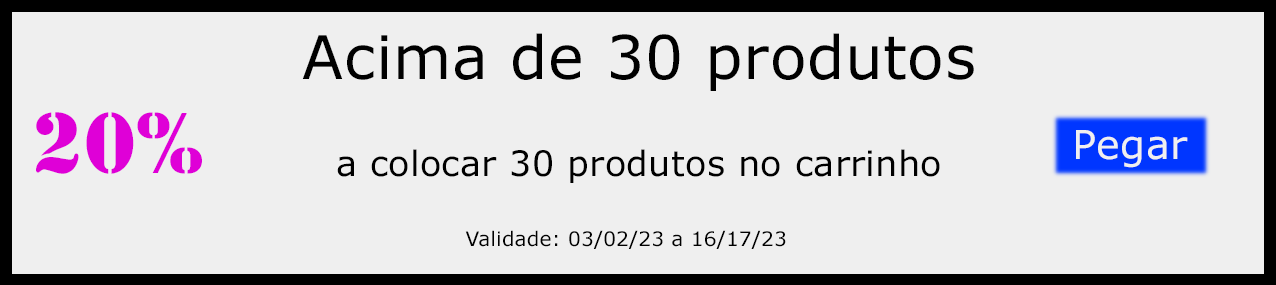 Acima de 30 produtos
20%
a colocar 30 produtos no carrinho
Pegar
Validade: 03/02/23 a 16/17/23